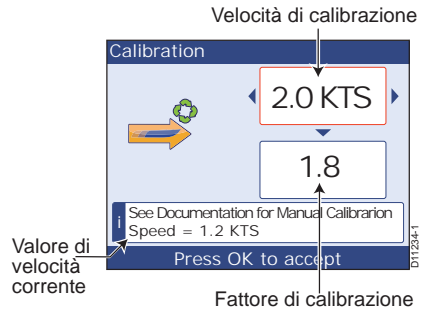 Velocità di calibrazione
Calibration
2.0 KTS
1.8
i
See Documentation for Manual Calibrarion
Speed = 1.2 KTS
Press OK to accept
Valore di
velocità
corrente
Fattore di calibrazione
D11234-1